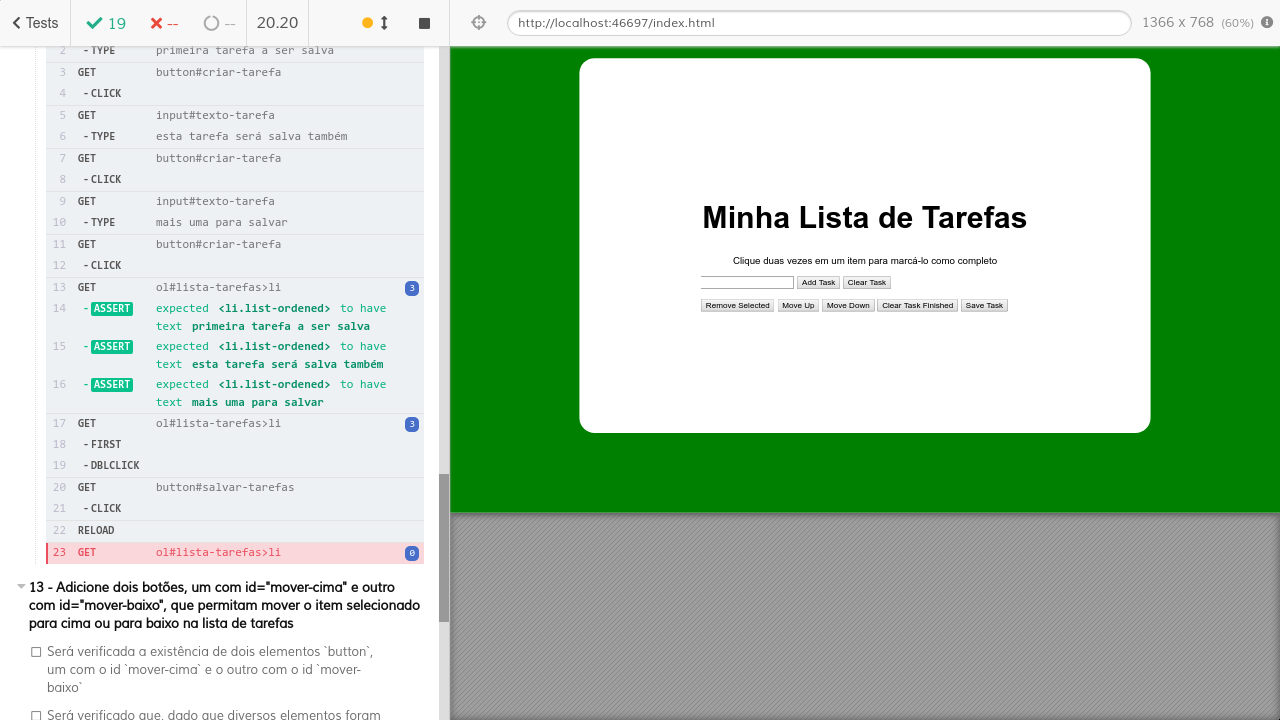 Tests 19 -- -- 20.20 http://localhost:46697/index.html 1366 x 768 (60%)
2 - TYPE primeira tarefa a ser salva
3 GET button#criar-tarefa
4 - CLICK
5 GET input#texto-tarefa
6 - TYPE esta tarefa será salva também
7 GET button#criar-tarefa
8 - CLICK
9 GET input#texto-tarefa
10 - TYPE mais uma para salvar
11 GET button#criar-tarefa
12 - CLICK
13 GET ol#lista-tarefas>li 3
14 - ASSERT expected <li.list-ordered> to have
text primeira tarefa a ser salva
15 - ASSERT expected <li.list-ordered> to have
text esta tarefa será salva também
16 - ASSERT expected <li.list-ordered> to have
text mais uma para salvar
17 GET ol#lista-tarefas>li 3
18 - FIRST
19 - DBLCLICK
20 GET button#salvar-tarefas
21 - CLICK
22 RELOAD
23 GET ol#lista-tarefas>li 0
13 - Adicione dois botões, um com id="mover-cima" e outro
com id="mover-baixo", que permitam mover o item selecionado
para cima ou para baixo na lista de tarefas
Será verificada a existência de dois elementos `button`,
um com o id `mover-cima` e o outro com o id `mover-
baixo`
Será verificado que, dado que diversos elementos foram
Minha Lista de Tarefas
Clique duas vezes em um item para marcá-lo como completo
Add Task Clear Task
Remove Selected Move Up Move Down Clear Task Finished Save Task